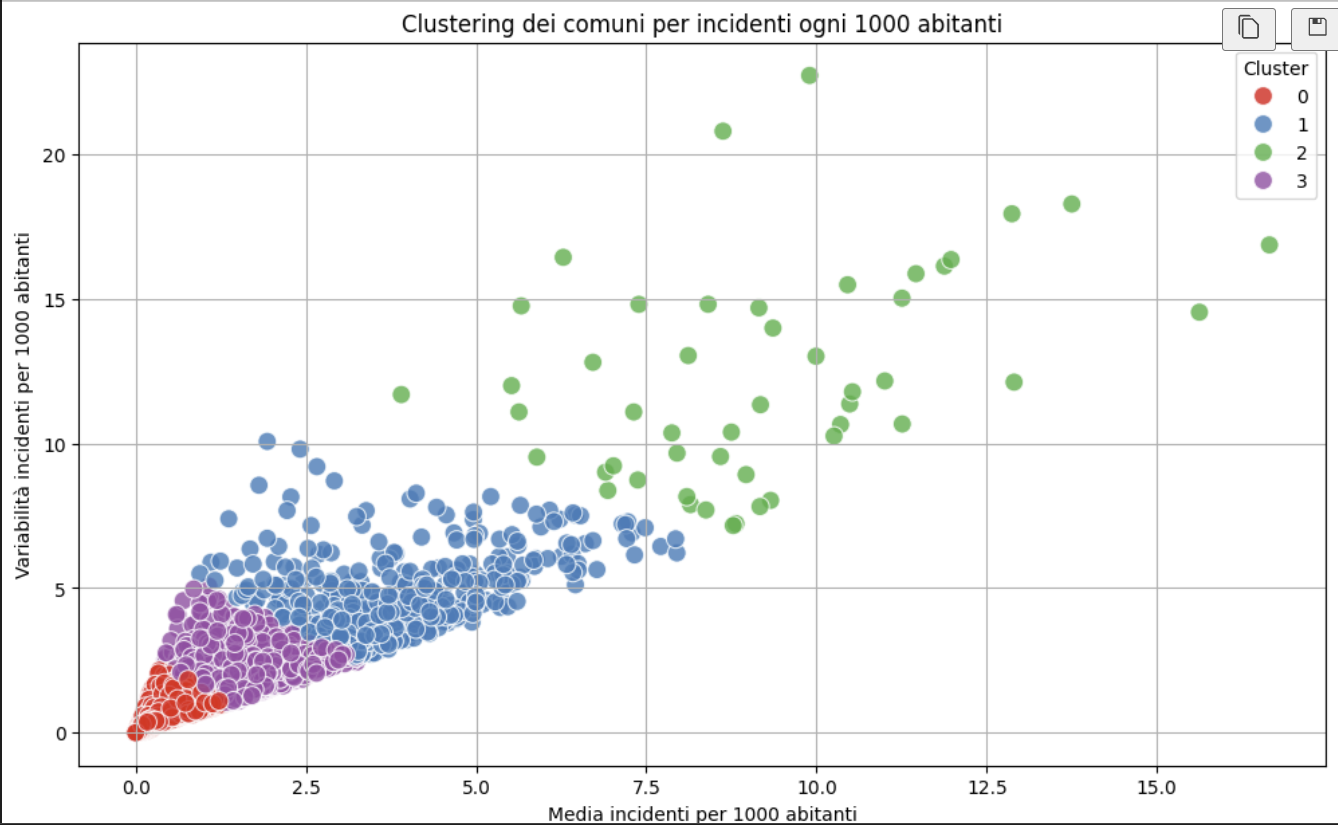 Clustering dei comuni per incidenti ogni 1000 abitanti
Cluster
0
1
2
3
Variabilità incidenti per 1000 abitanti
20
15
10
5
0
0.0 2.5 5.0 7.5 10.0 12.5 15.0
Media incidenti per 1000 abitanti